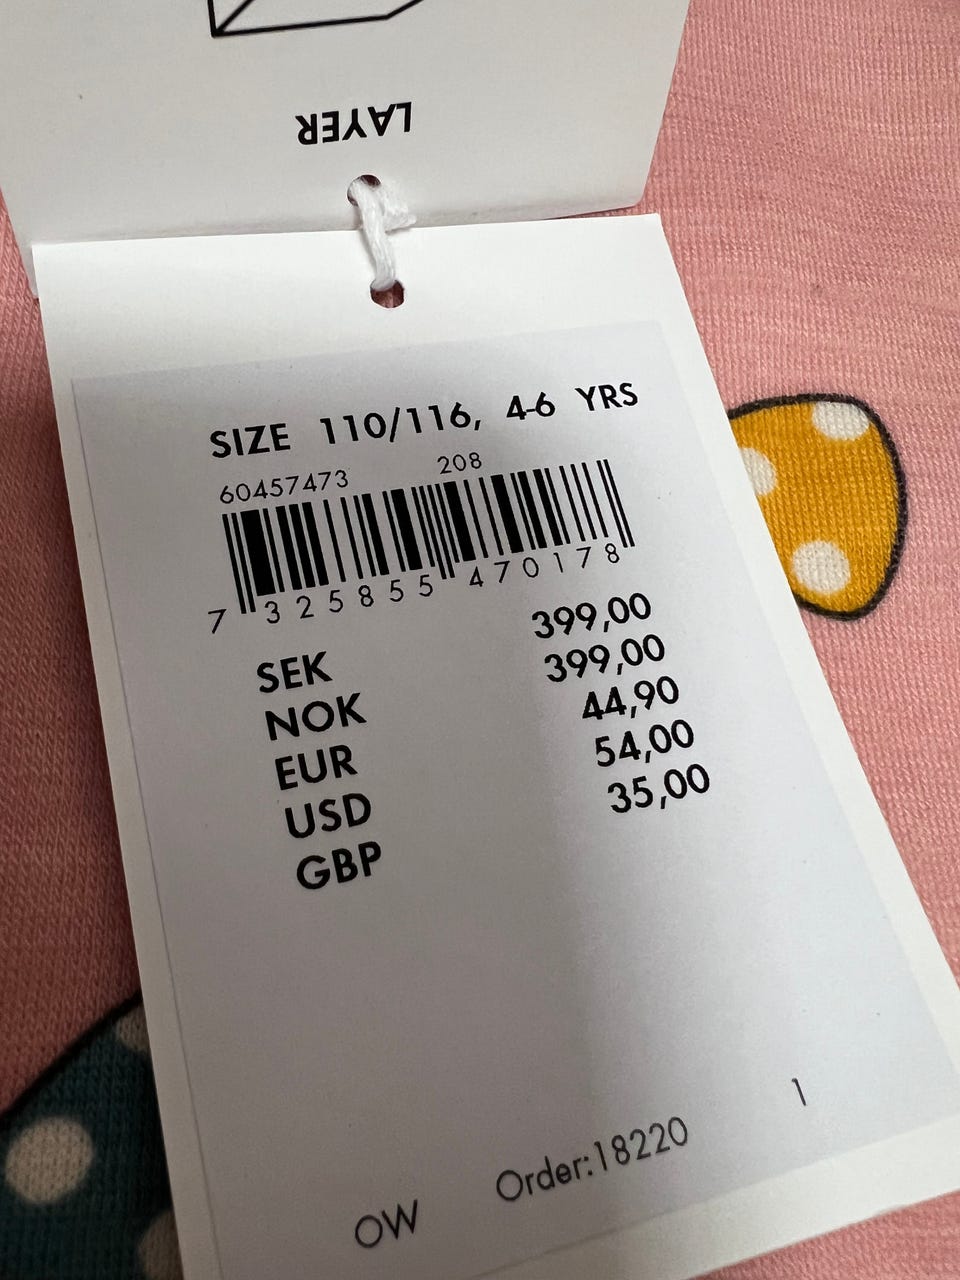 LAYER
SIZE 110/116, 4-6 YRS
60457473 208
7 325855 470178
SEK 399,00
NOK 399,00
EUR 44,90
USD 54,00
GBP 35,00
1
OW Order:18220